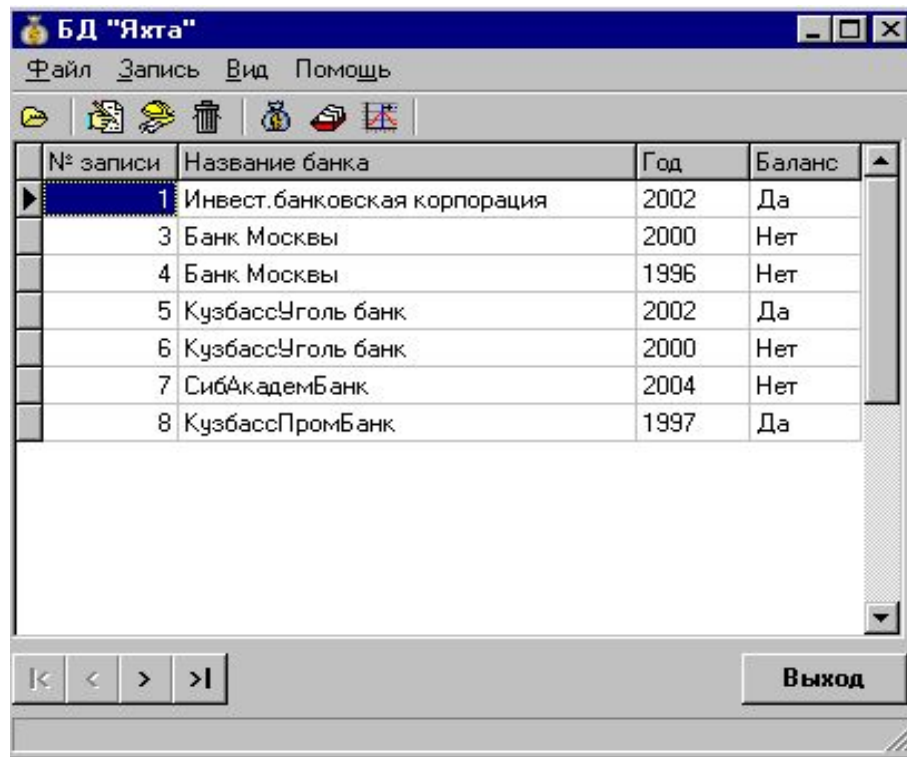 БД "Яхта"
Файл Запись Вид Помощь
№ записи Название банка Год Баланс
1 Инвест.банковская корпорация 2002 Да
3 Банк Москвы 2000 Нет
4 Банк Москвы 1996 Нет
5 КузбассУголь банк 2002 Да
6 КузбассУголь банк 2000 Нет
7 СибАкадемБанк 2004 Нет
8 КузбассПромБанк 1997 Да
Выход